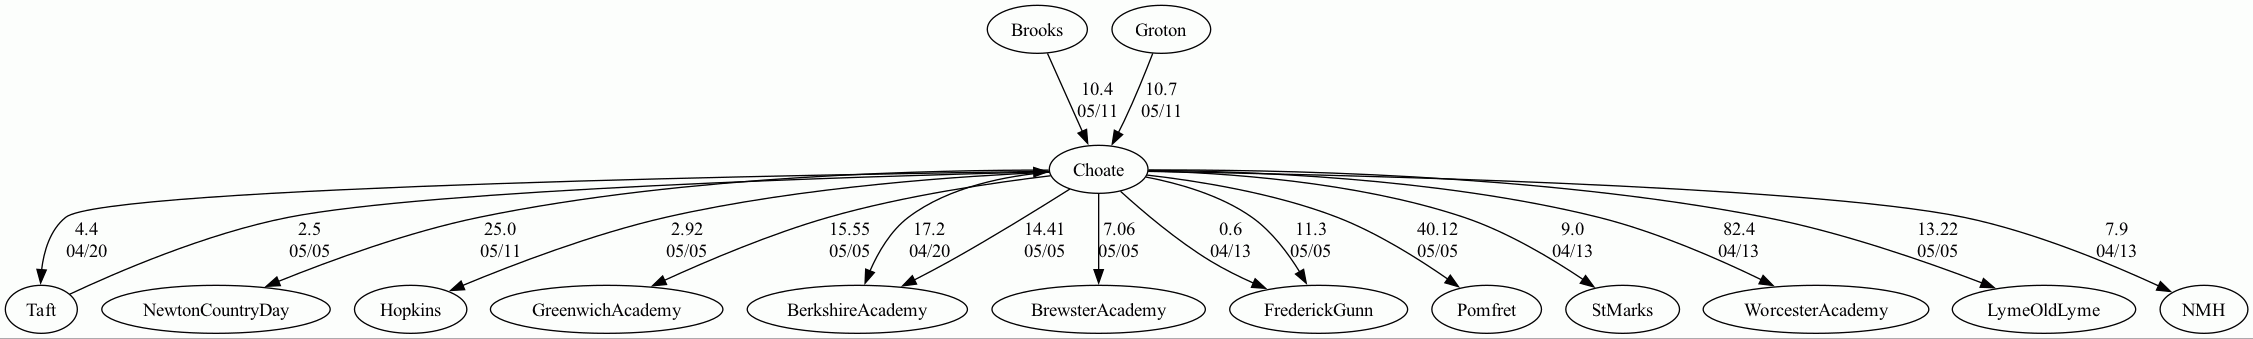 Brooks
Groton
10.4
05/11
10.7
05/11
Choate
4.4
04/20
2.5
05/05
25.0
05/11
2.92
05/05
15.55
05/05
17.2
04/20
14.41
05/05
7.06
05/05
0.6
04/13
11.3
05/05
40.12
05/05
9.0
04/13
82.4
04/13
13.22
05/05
7.9
04/13
Taft
NewtonCountryDay
Hopkins
GreenwichAcademy
BerkshireAcademy
BrewsterAcademy
FrederickGunn
Pomfret
StMarks
WorcesterAcademy
LymeOldLyme
NMH